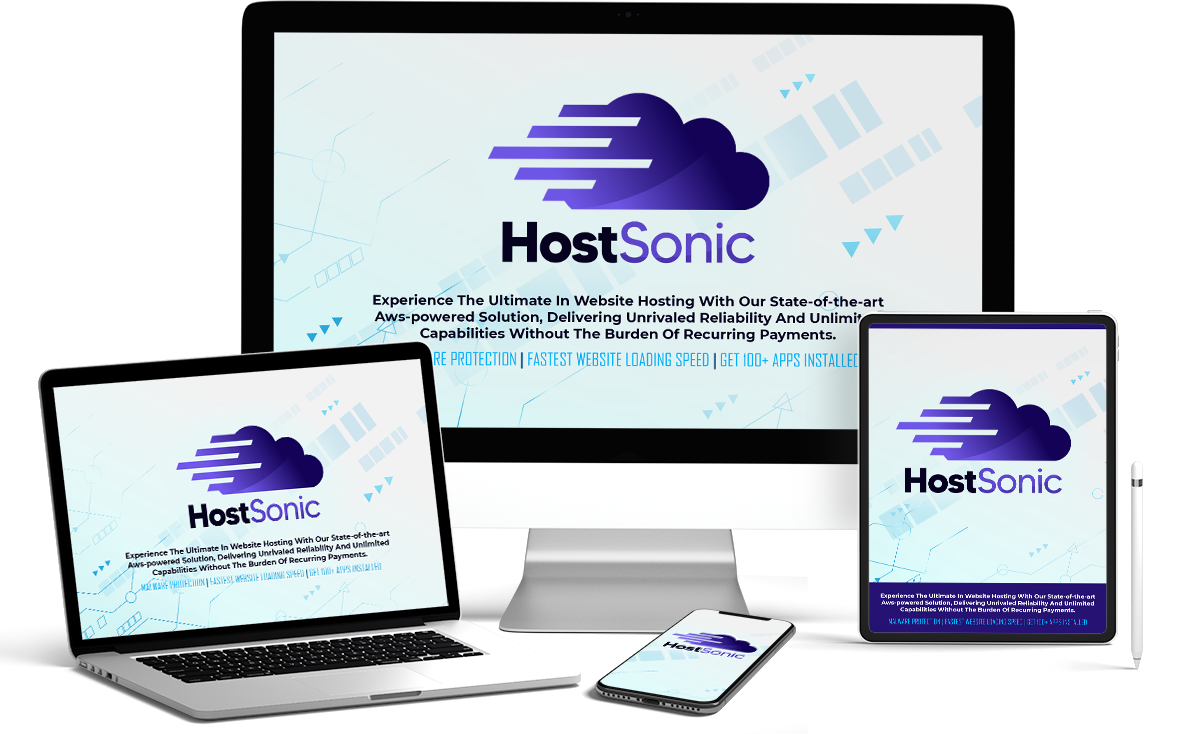 HostSonic
Experience The Ultimate In Website Hosting With Our State-of-the-art
Aws-powered Solution, Delivering Unrivaled Reliability And Unlimite
Capabilities Without The Burden Of Recurring Payments.
RE PROTECTION | FASTEST WEBSITE LOADING SPEED | GET 100+ APPS INSTALLED
HostSonic
Experience The Ultimate In Website Hosting With Our State-of-the-art
Aws-powered Solution, Delivering Unrivaled Reliability And Unlimited
Capabilities Without The Burden Of Recurring Payments.
MALWARE PROTECTION | FASTEST WEBSITE LOADING SPEED | GET 100+ APPS INSTALLED
HostSonic
Experience The Ultimate In Website Hosting With Our State-of-the-art
Aws-powered Solution, Delivering Unrivaled Reliability And Unlimited
Capabilities Without The Burden Of Recurring Payments.
MALWARE PROTECTION | FASTEST WEBSITE LOADING SPEED | GET 100+ APPS INSTALLED
HostSonic